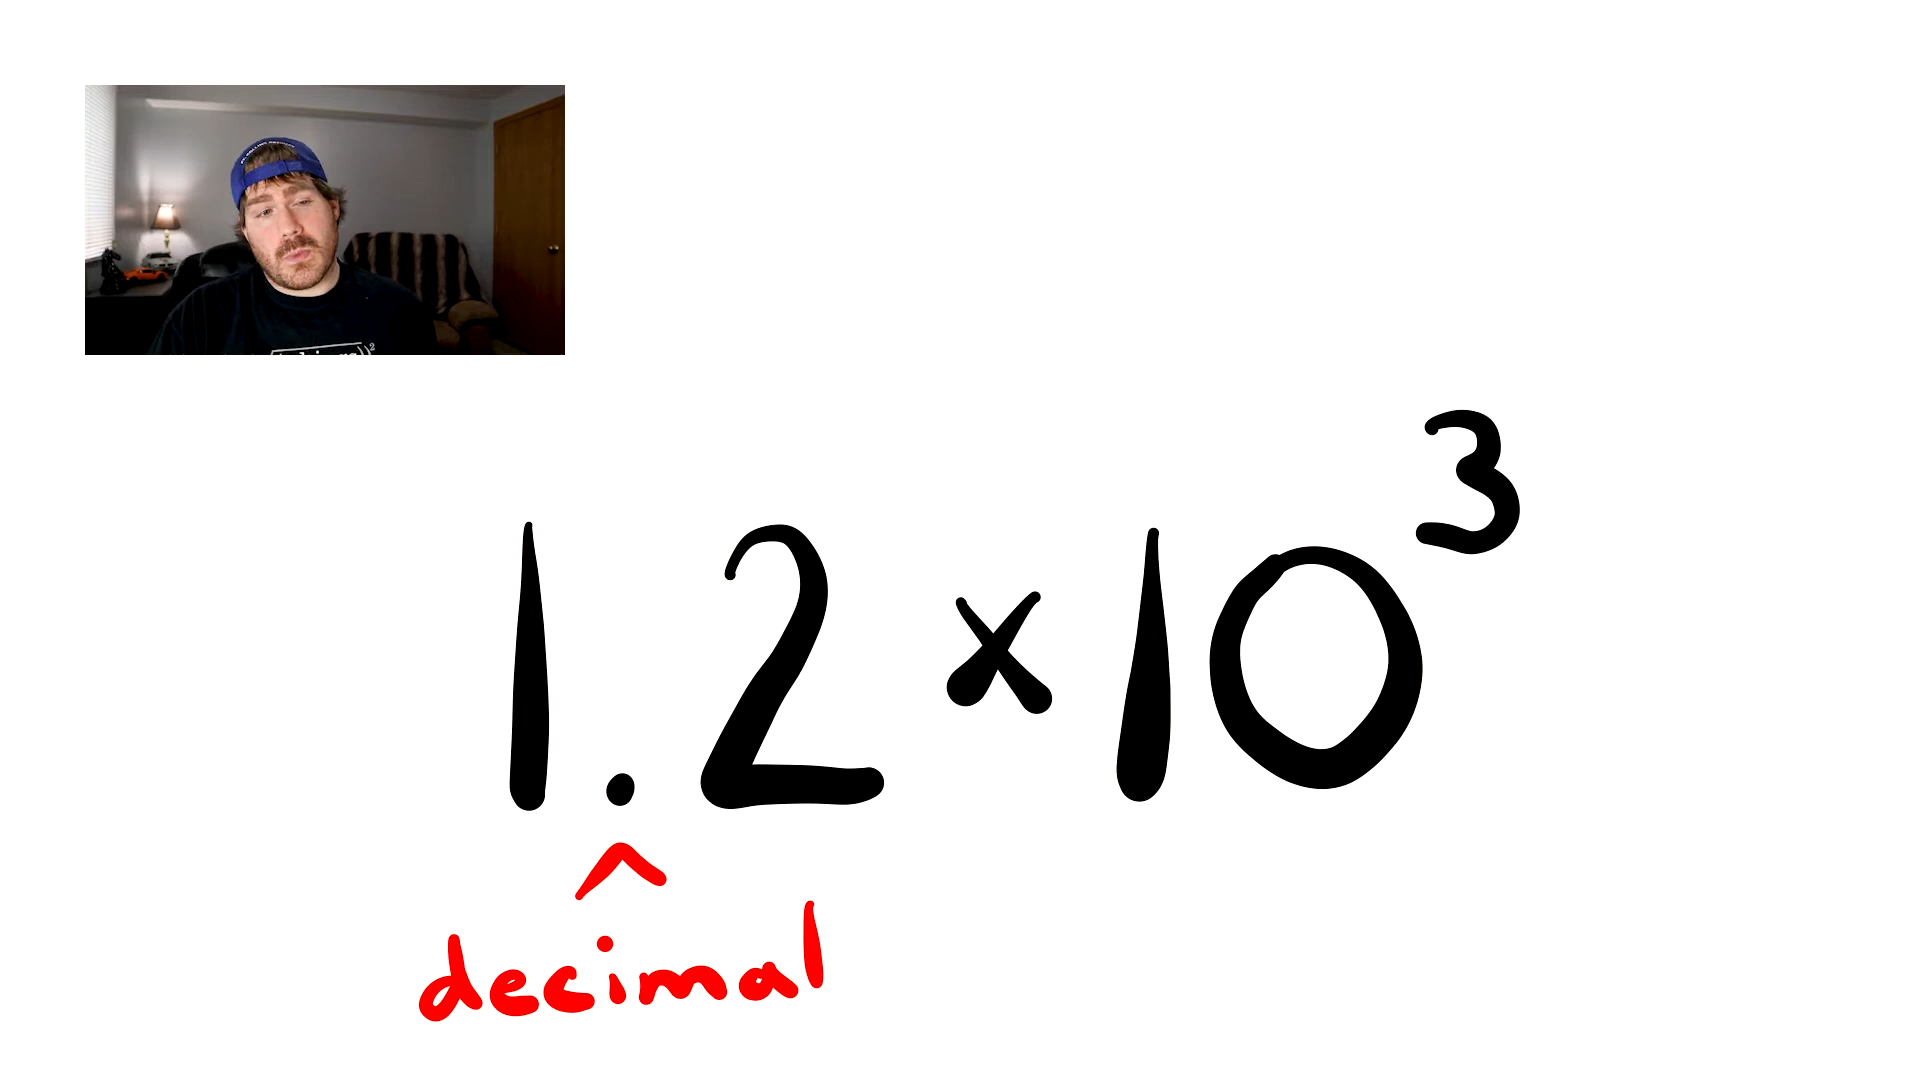 1.2 × 10³
^
decimal